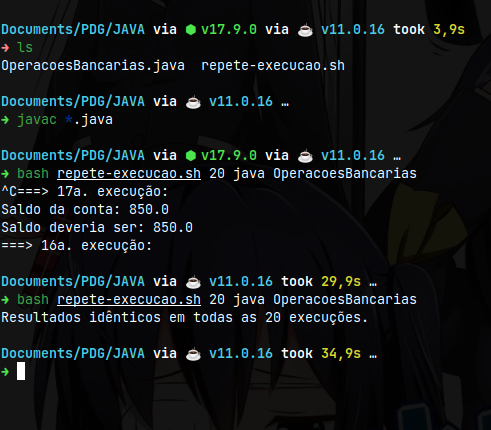 Documents/PDG/JAVA via ⬢ v17.9.0 via ☕ v11.0.16 took 3,9s
➜ ls
OperacoesBancarias.java  repete-execucao.sh
Documents/PDG/JAVA via ☕ v11.0.16 …
➜ javac *.java
Documents/PDG/JAVA via ⬢ v17.9.0 via ☕ v11.0.16 …
➜ bash repete-execucao.sh 20 java OperacoesBancarias
^C===> 17a. execução:
Saldo da conta: 850.0
Saldo deveria ser: 850.0
===> 16a. execução:
Documents/PDG/JAVA via ☕ v11.0.16 took 29,9s …
➜ bash repete-execucao.sh 20 java OperacoesBancarias
Resultados idênticos em todas as 20 execuções.
Documents/PDG/JAVA via ☕ v11.0.16 took 34,9s …
➜